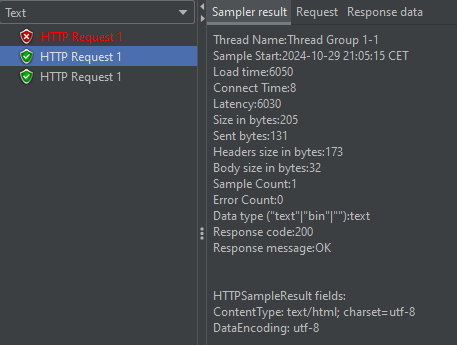 Text
HTTP Request 1
HTTP Request 1
HTTP Request 1
Sampler result Request Response data
Thread Name:Thread Group 1-1
Sample Start:2024-10-29 21:05:15 CET
Load time:6050
Connect Time:8
Latency:6030
Size in bytes:205
Sent bytes:131
Headers size in bytes:173
Body size in bytes:32
Sample Count:1
Error Count:0
Data type ("text"|"bin"|""):text
Response code:200
Response message:OK
HTTPSampleResult fields:
ContentType: text/html; charset=utf-8
DataEncoding: utf-8